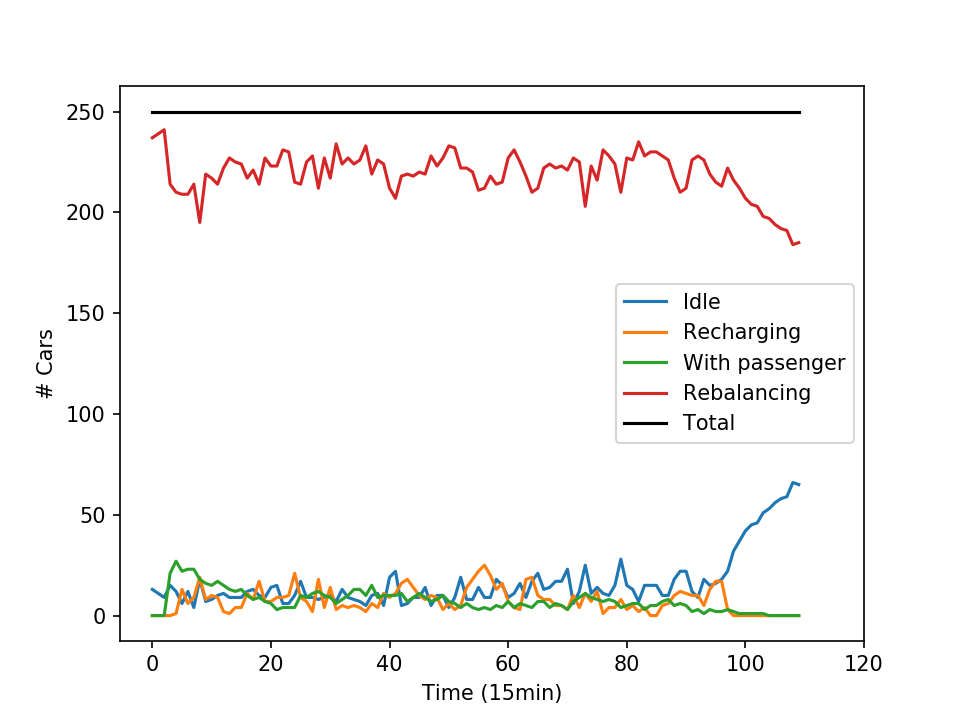 250
200
150
100
50
0
# Cars
0 20 40 60 80 100 120
Time (15min)
Idle
Recharging
With passenger
Rebalancing
Total